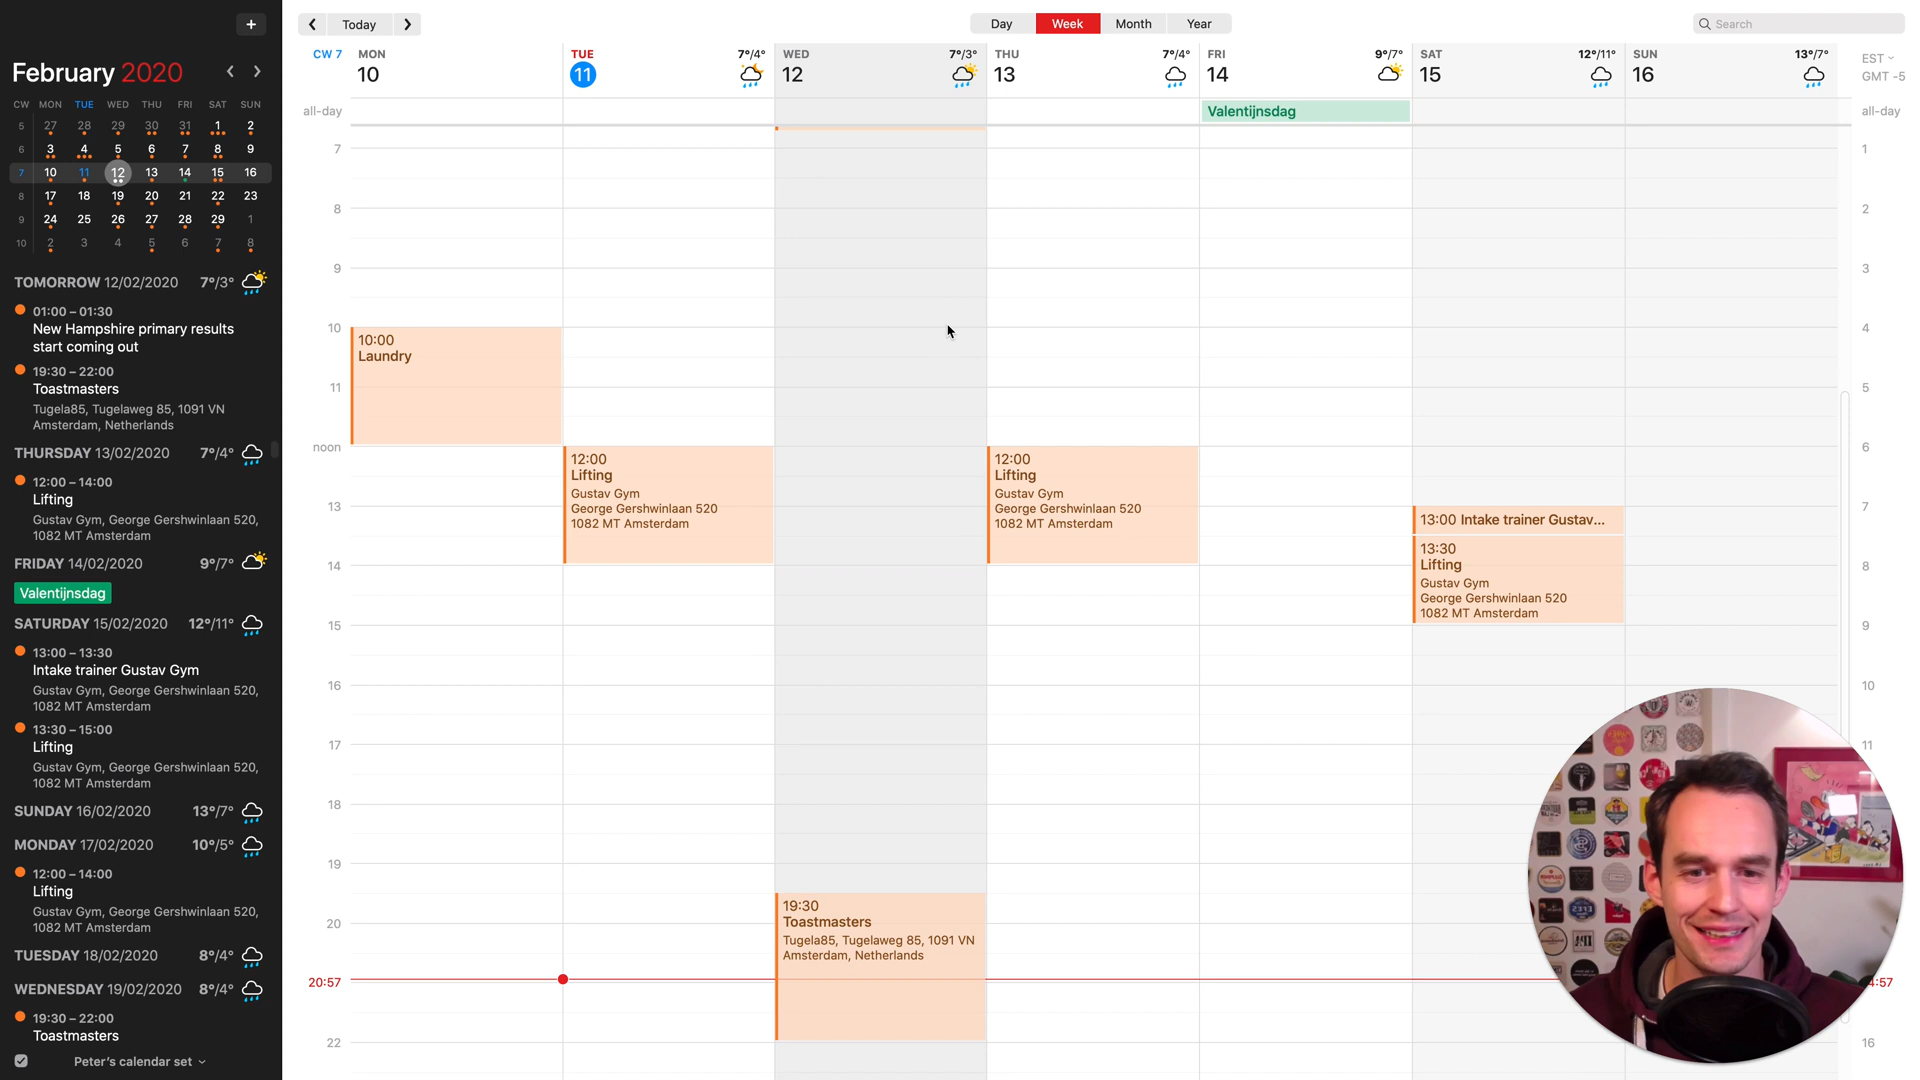 +
Today
Day
Week
Month
Year
Search
February 2020
CW MON TUE WED THU FRI SAT SUN
5 27 28 29 30 31 1 2
6 3 4 5 6 7 8 9
7 10 11 12 13 14 15 16
8 17 18 19 20 21 22 23
9 24 25 26 27 28 29 1
10 2 3 4 5 6 7 8
TOMORROW 12/02/2020 7°/3°
01:00 – 01:30
New Hampshire primary results
start coming out
19:30 – 22:00
Toastmasters
Tugela85, Tugelaweg 85, 1091 VN
Amsterdam, Netherlands
THURSDAY 13/02/2020 7°/4°
12:00 – 14:00
Lifting
Gustav Gym, George Gershwinlaan 520,
1082 MT Amsterdam
FRIDAY 14/02/2020 9°/7°
Valentijnsdag
SATURDAY 15/02/2020 12°/11°
13:00 – 13:30
Intake trainer Gustav Gym
Gustav Gym, George Gershwinlaan 520,
1082 MT Amsterdam
13:30 – 15:00
Lifting
Gustav Gym, George Gershwinlaan 520,
1082 MT Amsterdam
SUNDAY 16/02/2020 13°/7°
MONDAY 17/02/2020 10°/5°
12:00 – 14:00
Lifting
Gustav Gym, George Gershwinlaan 520,
1082 MT Amsterdam
TUESDAY 18/02/2020 8°/4°
WEDNESDAY 19/02/2020 8°/4°
19:30 – 22:00
Toastmasters
Peter's calendar set
CW 7
MON
10
TUE 7°/4°
11
WED 7°/3°
12
THU 7°/4°
13
FRI 9°/7°
14
SAT 12°/11°
15
SUN 13°/7°
16
EST
GMT -5
all-day
Valentijnsdag
all-day
7
8
9
10
11
noon
13
14
15
16
17
18
19
20
20:57
22
10:00
Laundry
12:00
Lifting
Gustav Gym
George Gershwinlaan 520
1082 MT Amsterdam
19:30
Toastmasters
Tugela85, Tugelaweg 85, 1091 VN
Amsterdam, Netherlands
12:00
Lifting
Gustav Gym
George Gershwinlaan 520
1082 MT Amsterdam
13:00 Intake trainer Gustav...
13:30
Lifting
Gustav Gym
George Gershwinlaan 520
1082 MT Amsterdam
1
2
3
4
5
6
7
8
9
10
11
:57
16